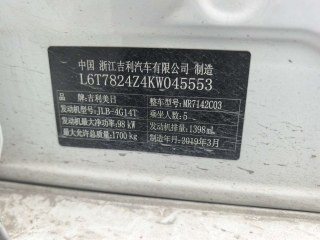 中国 浙江吉利汽车有限公司 制造
L6T7824Z4KW045553
品牌:吉利美日 整车型号:MR7142C03
发动机型号:JLB-4G14T 乘坐人数:5
发动机最大净功率:98 kW 发动机排量:1398mL
最大允许总质量:1700kg 制造年月:2019年3月